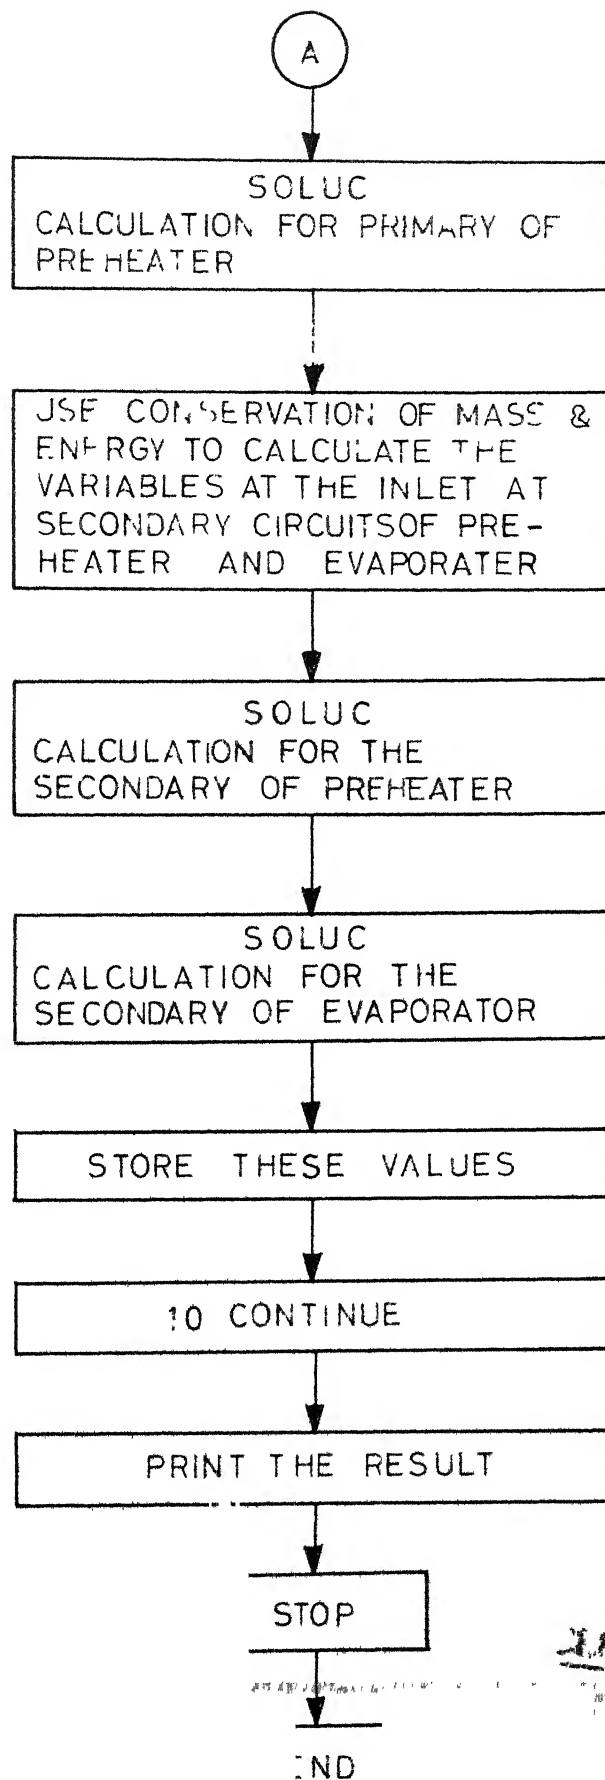 A
SOLUC
CALCULATION FOR PRIMARY OF
PREHEATER
USE CONSERVATION OF MASS &
ENERGY TO CALCULATE THE
VARIABLES AT THE INLET AT
SECONDARY CIRCUITSOF PRE-
HEATER AND EVAPORATER
SOLUC
CALCULATION FOR THE
SECONDARY OF PREHEATER
SOLUC
CALCULATION FOR THE
SECONDARY OF EVAPORATOR
STORE THESE VALUES
10 CONTINUE
PRINT THE RESULT
STOP
END